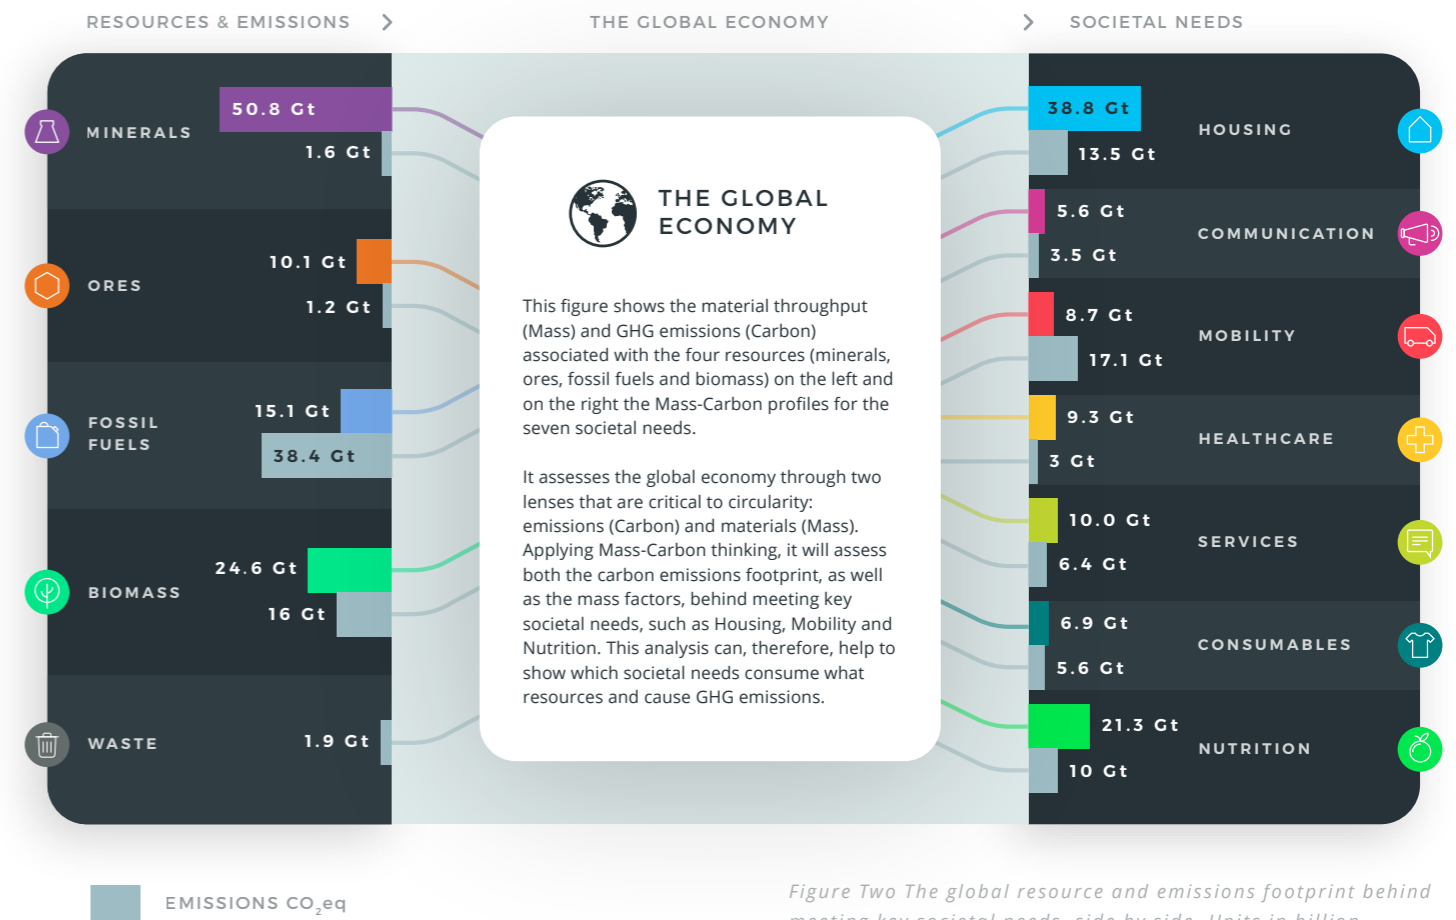 RESOURCES & EMISSIONS
THE GLOBAL ECONOMY
SOCIETAL NEEDS
MINERALS
50.8 Gt
1.6 Gt
ORES
10.1 Gt
1.2 Gt
FOSSIL
FUELS
15.1 Gt
38.4 Gt
BIOMASS
24.6 Gt
16 Gt
WASTE
1.9 Gt
THE GLOBAL
ECONOMY
This figure shows the material throughput
(Mass) and GHG emissions (Carbon)
associated with the four resources (minerals,
ores, fossil fuels and biomass) on the left and
on the right the Mass-Carbon profiles for the
seven societal needs.
It assesses the global economy through two
lenses that are critical to circularity:
emissions (Carbon) and materials (Mass).
Applying Mass-Carbon thinking, it will assess
both the carbon emissions footprint, as well
as the mass factors, behind meeting key
societal needs, such as Housing, Mobility and
Nutrition. This analysis can, therefore, help to
show which societal needs consume what
resources and cause GHG emissions.
38.8 Gt
13.5 Gt
HOUSING
5.6 Gt
3.5 Gt
COMMUNICATION
8.7 Gt
17.1 Gt
MOBILITY
9.3 Gt
3 Gt
HEALTHCARE
10.0 Gt
6.4 Gt
SERVICES
6.9 Gt
5.6 Gt
CONSUMABLES
21.3 Gt
10 Gt
NUTRITION
EMISSIONS CO₂eq
Figure Two The global resource and emissions footprint behind
meeting key societal needs, side by side. Units in billion